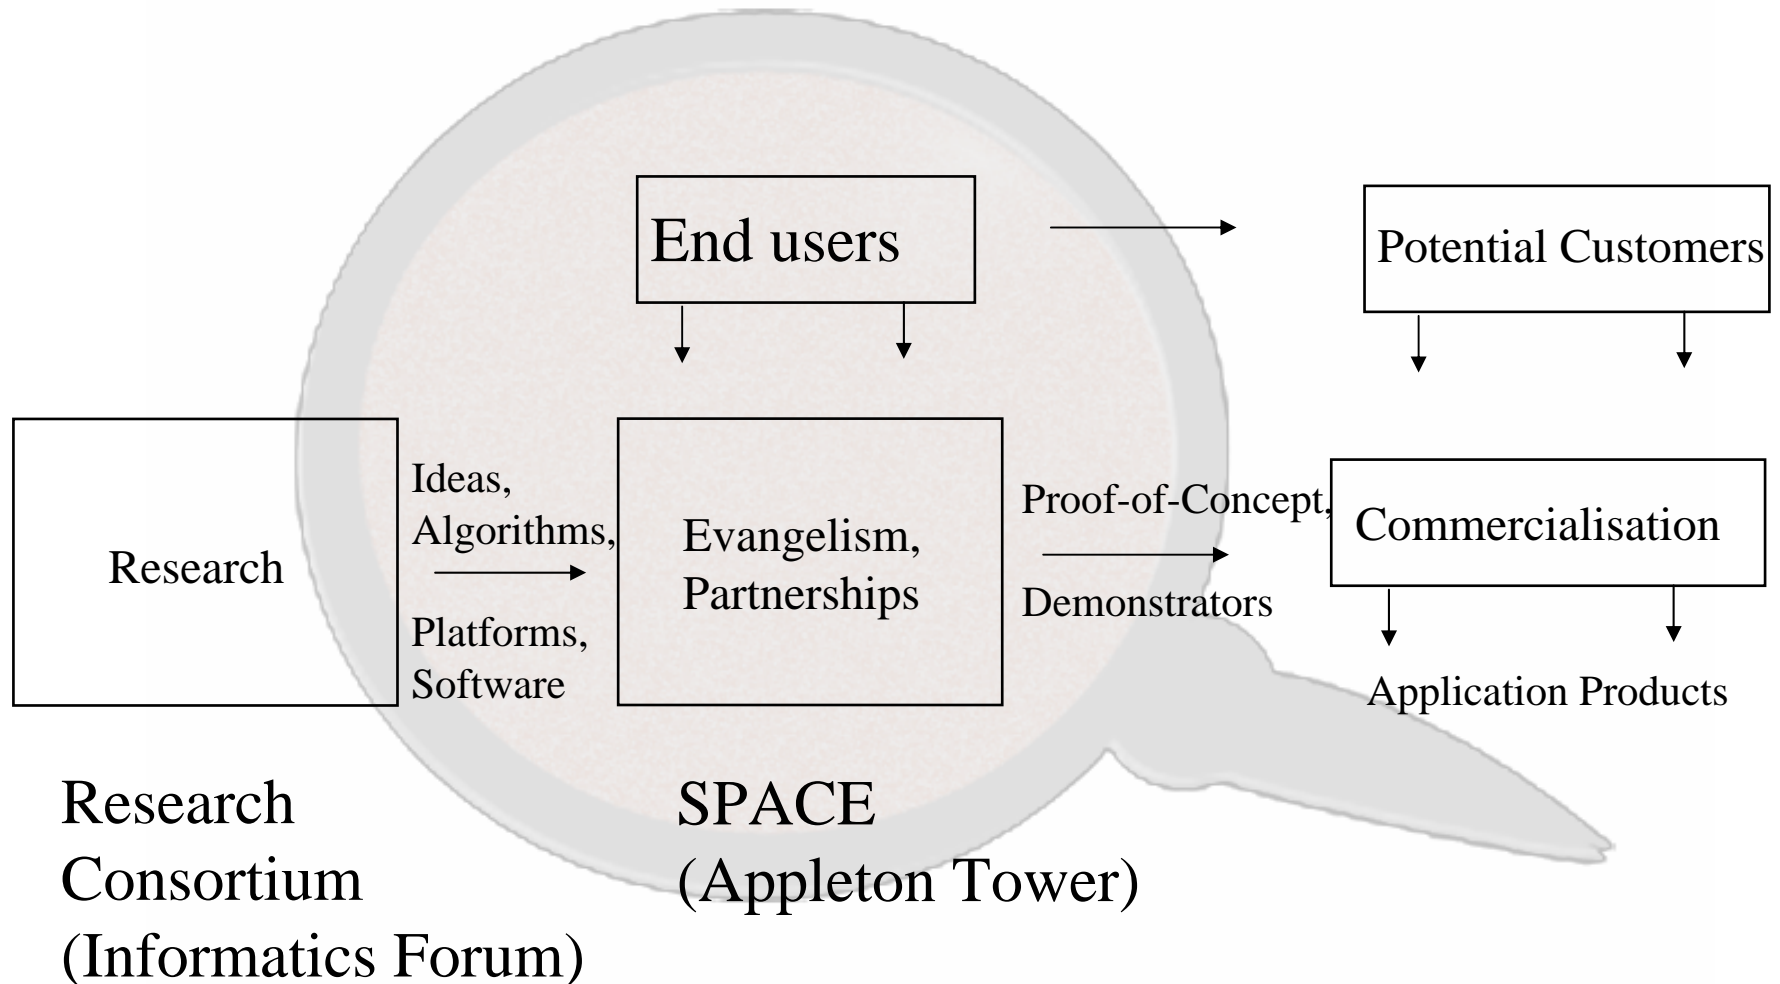 End users
Potential Customers
Research
Ideas,
Algorithms,
Platforms,
Software
Evangelism,
Partnerships
Proof-of-Concept,
Demonstrators
Commercialisation
Application Products
Research
Consortium
(Informatics Forum)
SPACE
(Appleton Tower)